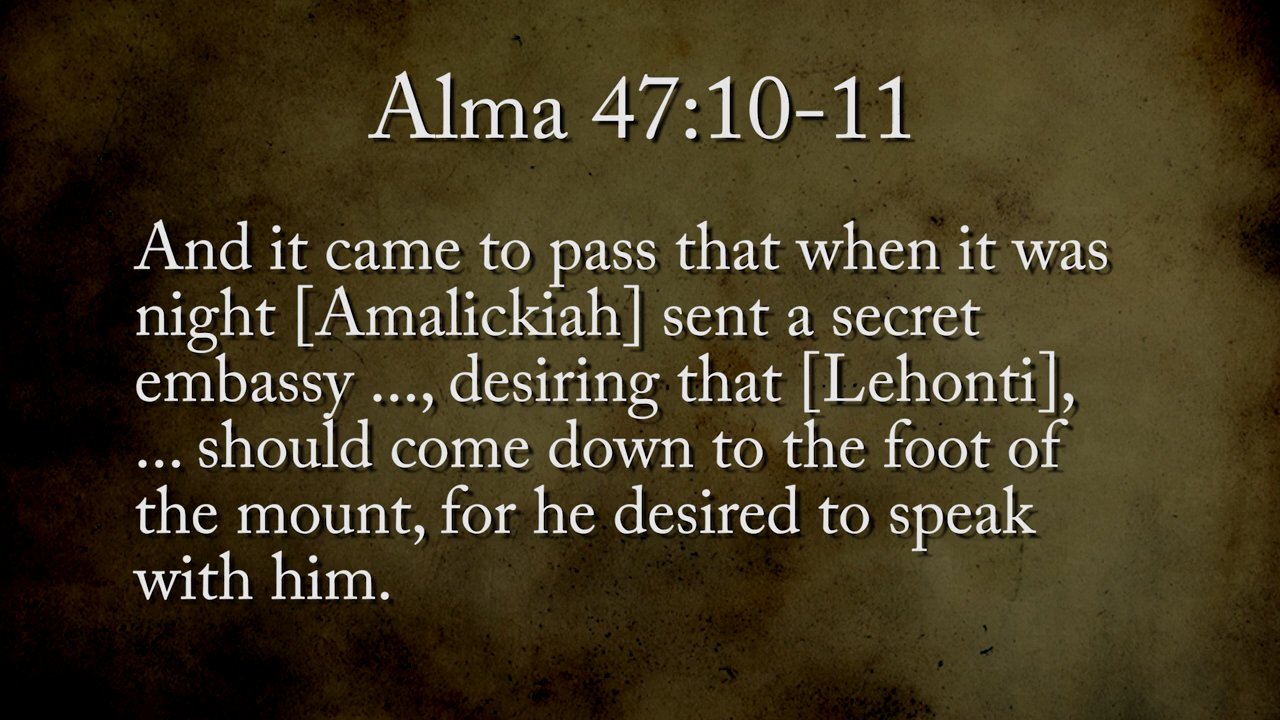 Alma 47:10-11
And it came to pass that when it was
night [Amalickiah] sent a secret
embassy ..., desiring that [Lehonti],
... should come down to the foot of
the mount, for he desired to speak
with him.